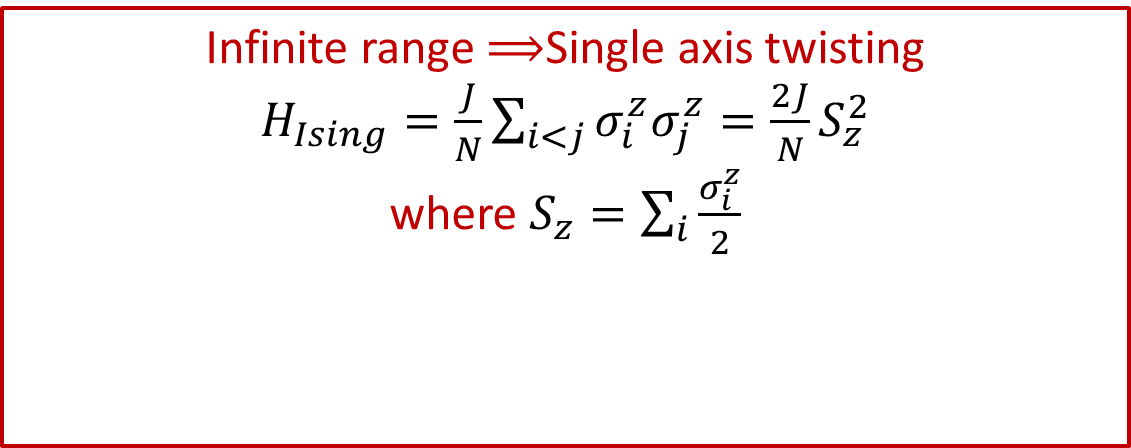 Infinite range ⟹Single axis twisting
$H_{Ising} = \frac{J}{N}\sum_{i<j} \sigma_i^z \sigma_j^z = \frac{2J}{N} S_z^2$
where $S_z = \sum_i \frac{\sigma_i^z}{2}$